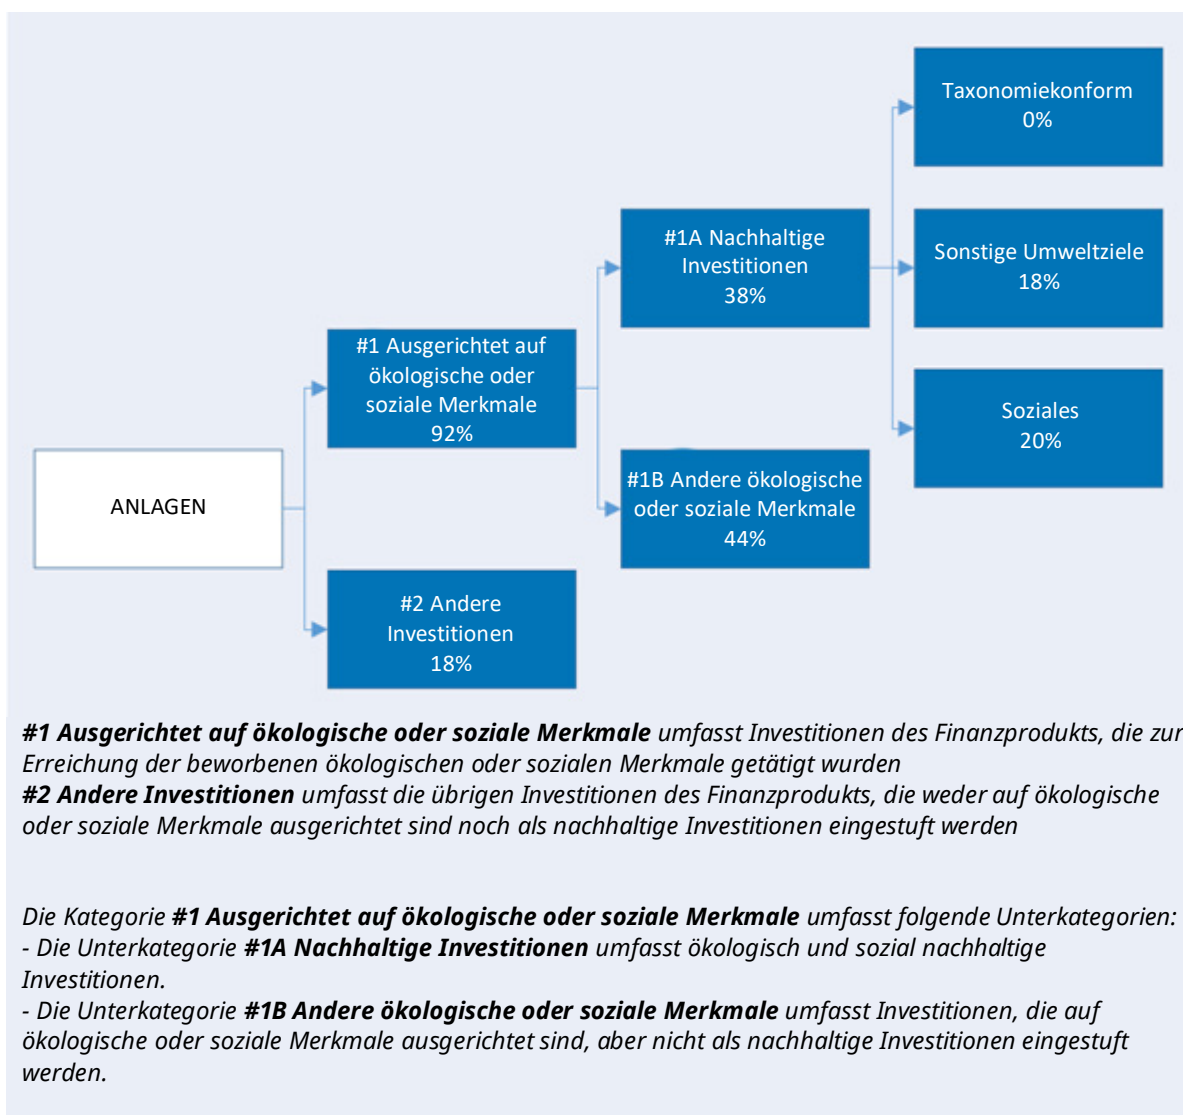 Taxonomiekonform
0%
#1A Nachhaltige
Investitionen
38%
Sonstige Umweltziele
18%
#1 Ausgerichtet auf
ökologische oder
soziale Merkmale
92%
Soziales
20%
ANLAGEN
#1B Andere ökologische
oder soziale Merkmale
44%
#2 Andere
Investitionen
18%
#1 Ausgerichtet auf ökologische oder soziale Merkmale umfasst Investitionen des Finanzprodukts, die zur
Erreichung der beworbenen ökologischen oder sozialen Merkmale getätigt wurden
#2 Andere Investitionen umfasst die übrigen Investitionen des Finanzprodukts, die weder auf ökologische
oder soziale Merkmale ausgerichtet sind noch als nachhaltige Investitionen eingestuft werden
Die Kategorie #1 Ausgerichtet auf ökologische oder soziale Merkmale umfasst folgende Unterkategorien:
- Die Unterkategorie #1A Nachhaltige Investitionen umfasst ökologisch und sozial nachhaltige
Investitionen.
- Die Unterkategorie #1B Andere ökologische oder soziale Merkmale umfasst Investitionen, die auf
ökologische oder soziale Merkmale ausgerichtet sind, aber nicht als nachhaltige Investitionen eingestuft
werden.